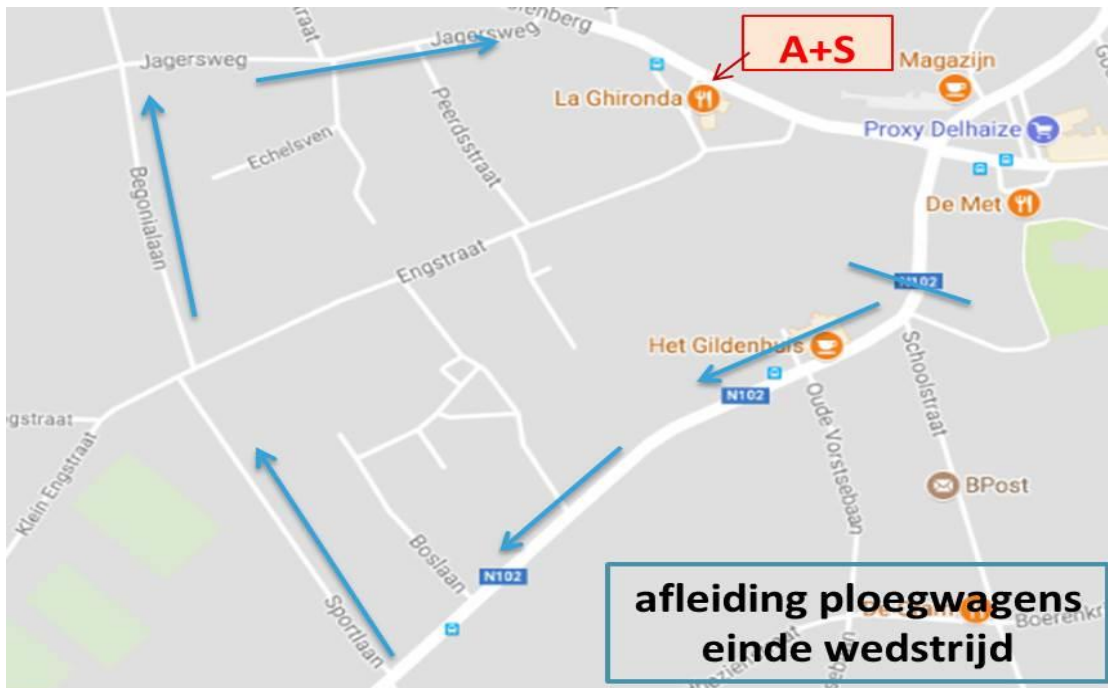 Jagersweg
Jagersweg
A+S
Magazijn
La Ghironda
Proxy Delhaize
Echelsven
Peerdsstraat
De Met
Begonialaan
Engstraat
N102
Het Gildenhuis
N102
Schoolstraat
Oude Vorstsebaan
Klein Engstraat
BPost
Boslaan
N102
Sportlaan
afleiding ploegwagens
einde wedstrijd